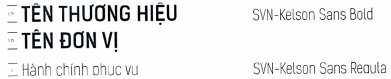 TÊN THƯƠNG HIỆU SVN-Kelson Sans Bold
TÊN ĐƠN VỊ
Hành chính phục vụ SVN-Kelson Sans Regula